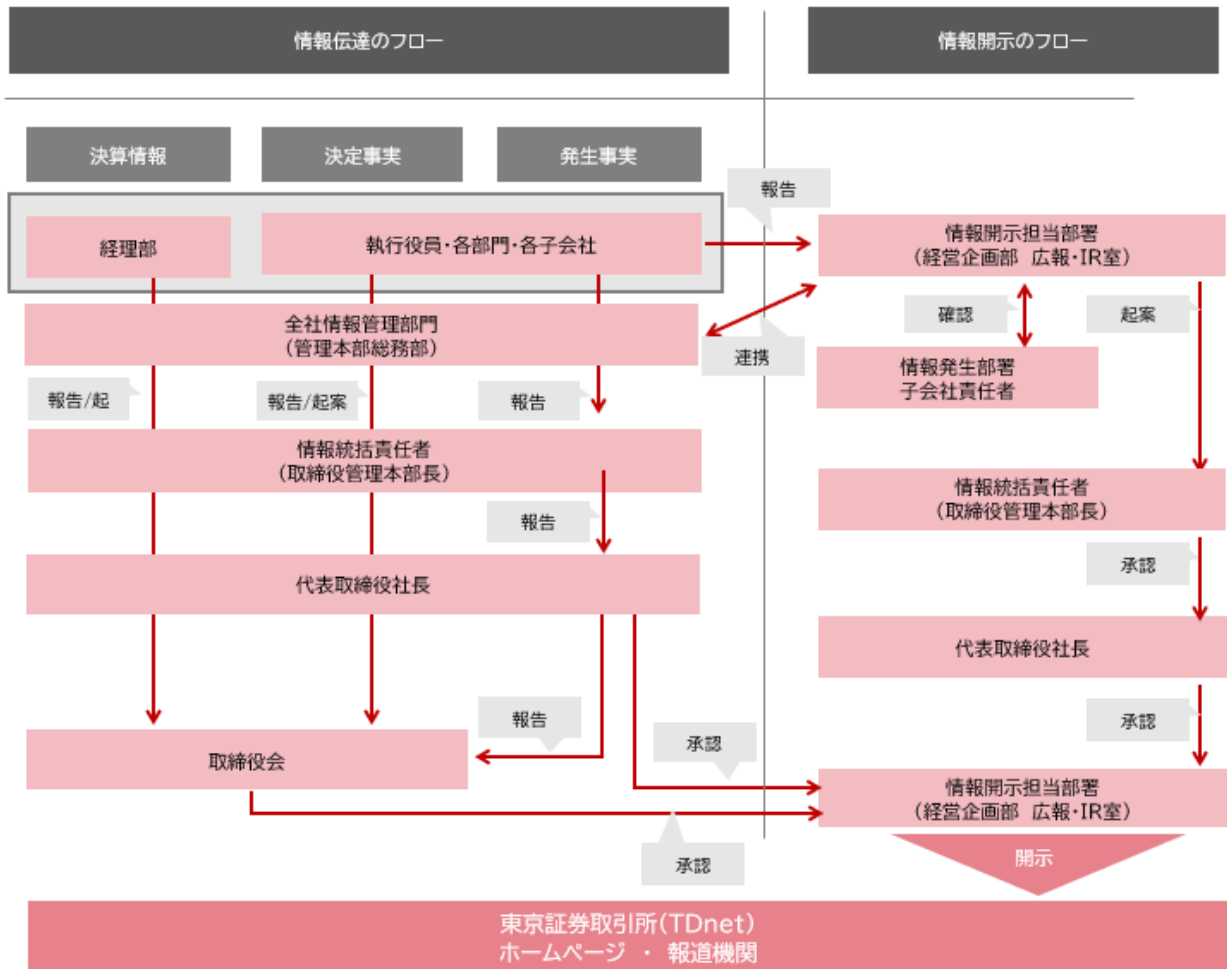 情報伝達のフロー
情報開示のフロー
決算情報
決定事実
発生事実
報告
経理部
執行役員・各部門・各子会社
情報開示担当部署
（経営企画部 広報・IR室）
全社情報管理部門
（管理本部総務部）
確認
起案
連携
情報発生部署
子会社責任者
報告/起
報告/起案
報告
情報統括責任者
（取締役管理本部長）
情報統括責任者
（取締役管理本部長）
報告
承認
代表取締役社長
代表取締役社長
報告
承認
承認
取締役会
情報開示担当部署
（経営企画部 広報・IR室）
承認
開示
東京証券取引所（TDnet）
ホームページ ・ 報道機関